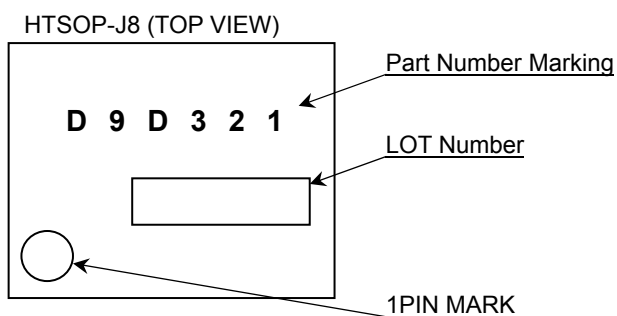 HTSOP-J8 (TOP VIEW)
Part Number Marking
D 9 D 3 2 1
LOT Number
1PIN MARK